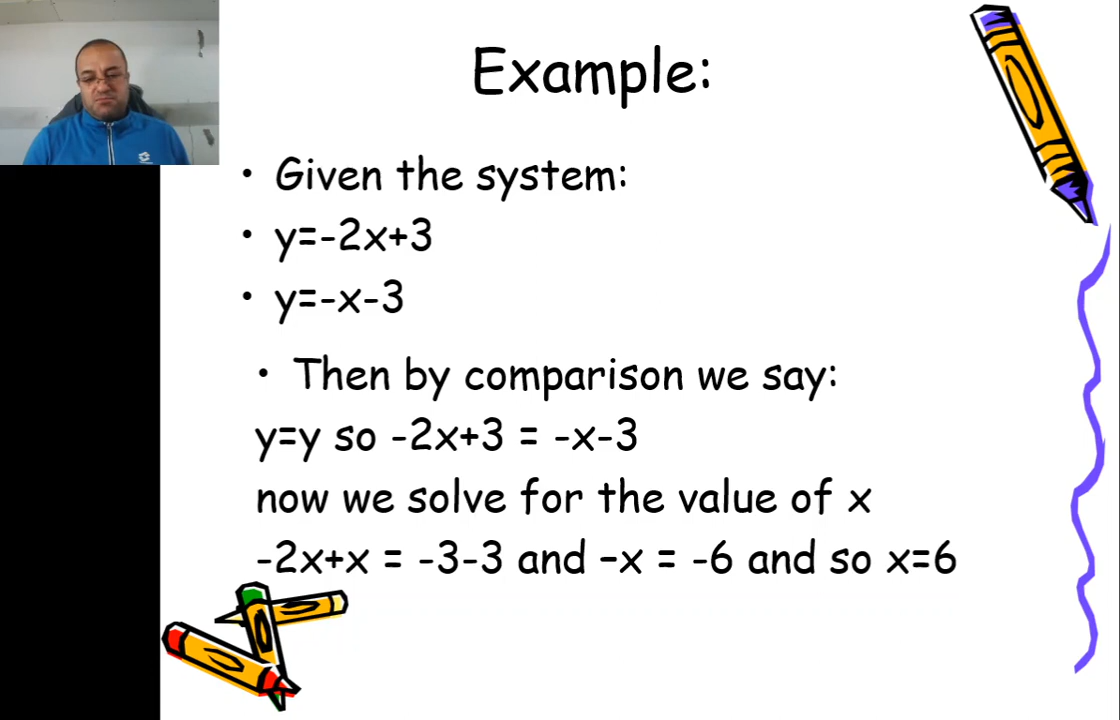 Example:
• Given the system:
• y=-2x+3
• y=-x-3
• Then by comparison we say:
y=y so -2x+3 = -x-3
now we solve for the value of x
-2x+x = -3-3 and –x = -6 and so x=6